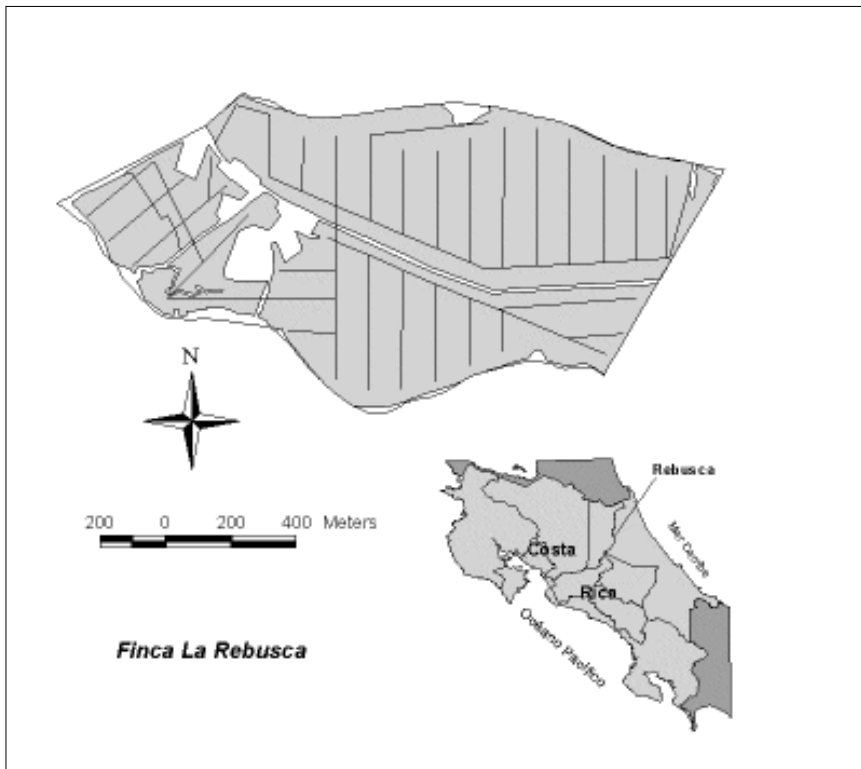 N
200 0 200 400 Meters
Finca La Rebusca
Rebusca
Mar Caribe
Costa
Rica
Océano Pacífico